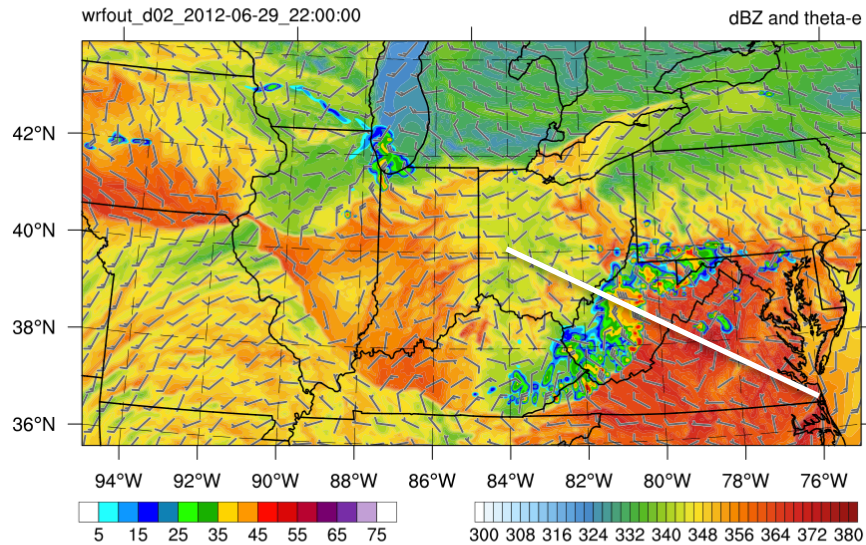 wrfout_d02_2012-06-29_22:00:00
dBZ and theta-e
42°N
40°N
38°N
36°N
94°W 92°W 90°W 88°W 86°W 84°W 82°W 80°W 78°W 76°W
5 15 25 35 45 55 65 75
300 308 316 324 332 340 348 356 364 372 380